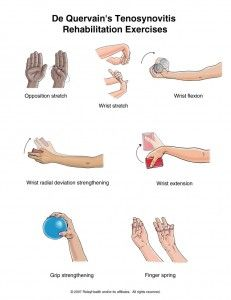 De Quervain's Tenosynovitis
Rehabilitation Exercises
Opposition stretch
Wrist stretch
Wrist flexion
Wrist radial deviation strengthening
Wrist extension
Grip strengthening
Finger spring
© 2007 RelayHealth and/or its affiliates. All rights reserved.